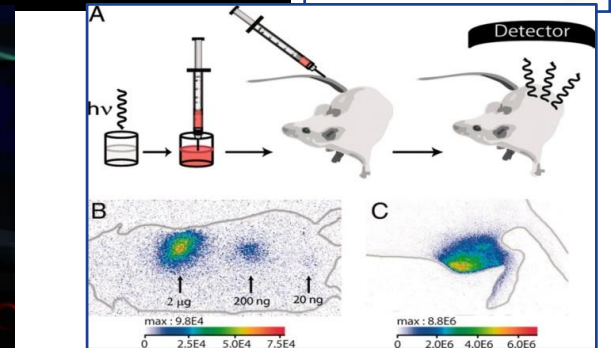 A
Detector
hν
B
C
2 μg
200 ng
20 ng
max : 9.8E4
0 2.5E4 5.0E4 7.5E4
max : 8.8E6
0 2.0E6 4.0E6 6.0E6